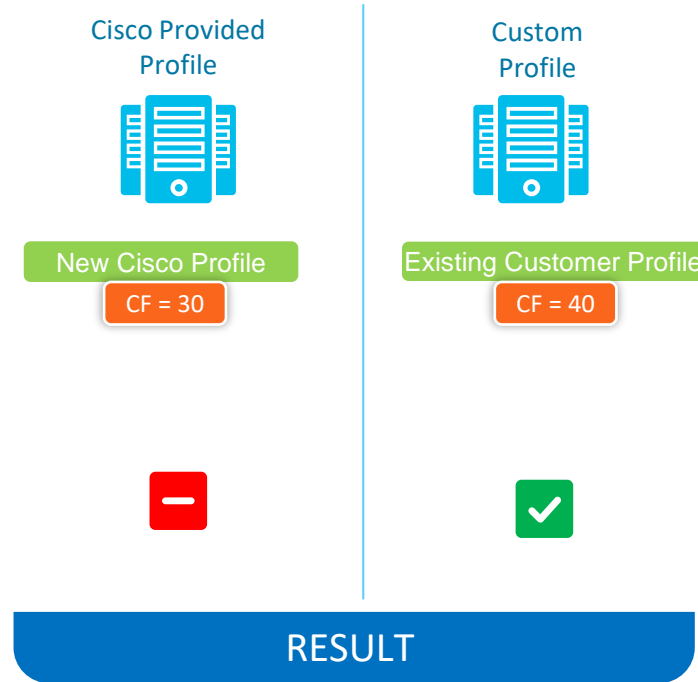 Cisco Provided
Profile
Custom
Profile
New Cisco Profile
Existing Customer Profile
CF = 30
CF = 40
RESULT